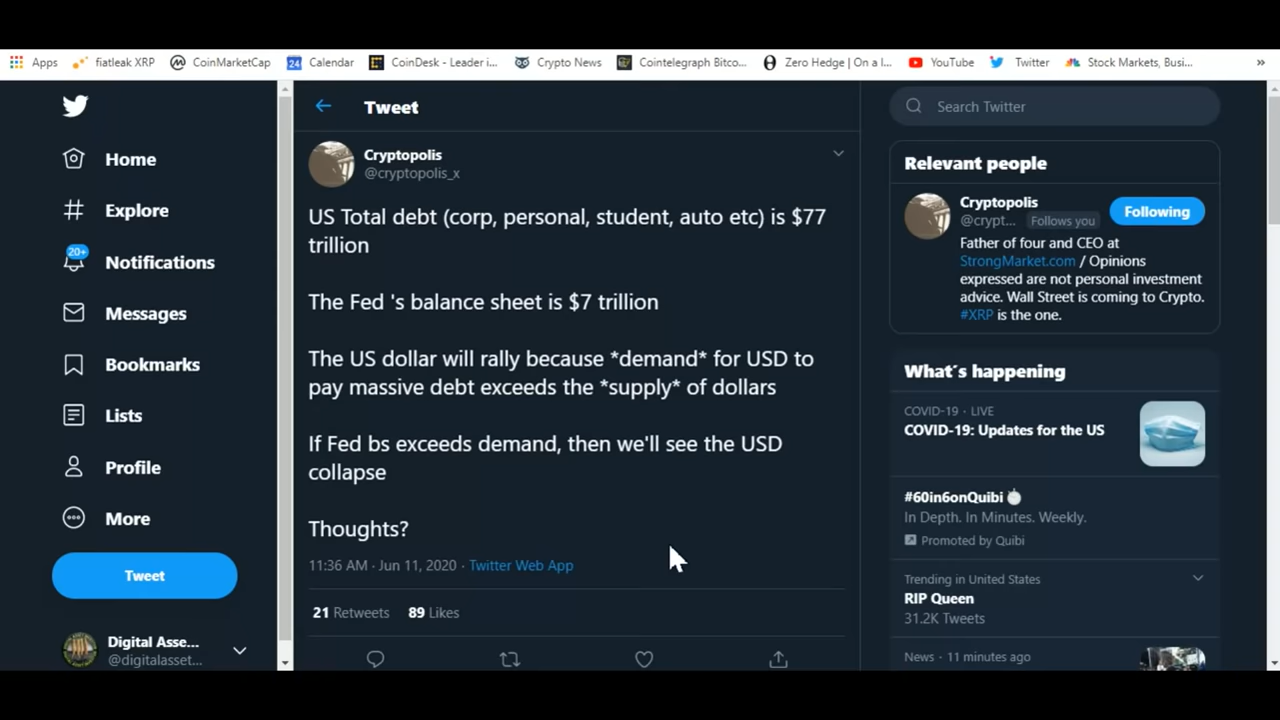 Apps fiatleak XRP CoinMarketCap 24 Calendar CoinDesk - Leader i... Crypto News Cointelegraph Bitco... Zero Hedge | On a l... YouTube Twitter Stock Markets, Busi... »
Home
Explore
20+
Notifications
Messages
Bookmarks
Lists
Profile
More
Tweet
Digital Asse...
@digitalasset...
Tweet
Cryptopolis
@cryptopolis_x
US Total debt (corp, personal, student, auto etc) is $77
trillion
The Fed 's balance sheet is $7 trillion
The US dollar will rally because *demand* for USD to
pay massive debt exceeds the *supply* of dollars
If Fed bs exceeds demand, then we'll see the USD
collapse
Thoughts?
11:36 AM · Jun 11, 2020 · Twitter Web App
21 Retweets 89 Likes
Search Twitter
Relevant people
Cryptopolis
@crypt... Follows you
Following
Father of four and CEO at
StrongMarket.com / Opinions
expressed are not personal investment
advice. Wall Street is coming to Crypto.
#XRP is the one.
What's happening
COVID-19 · LIVE
COVID-19: Updates for the US
#60in6onQuibi
In Depth. In Minutes. Weekly.
Promoted by Quibi
Trending in United States
RIP Queen
31.2K Tweets
News · 11 minutes ago